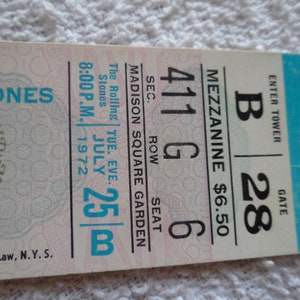 ONES
Law, N.Y.S.
The Rolling Stones
8:00 P.M.
TUE. EVE.
JULY 25 B
1972
MADISON SQUARE GARDEN
SEC. ROW SEAT
411 G 6
MEZZANINE $6.50
B 28
ENTER TOWER GATE